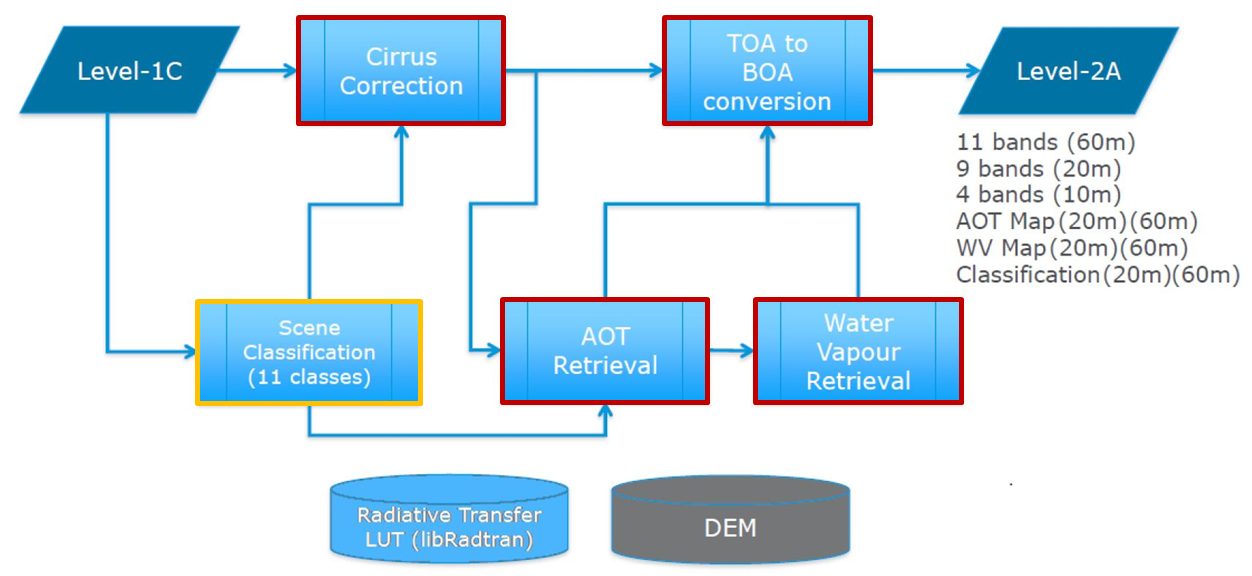 Level-1C
Cirrus
Correction
TOA to
BOA
conversion
Level-2A
11 bands (60m)
9 bands (20m)
4 bands (10m)
AOT Map(20m)(60m)
WV Map(20m)(60m)
Classification(20m)(60m)
Scene
Classification
(11 classes)
AOT
Retrieval
Water
Vapour
Retrieval
Radiative Transfer
LUT (libRadtran)
DEM
.